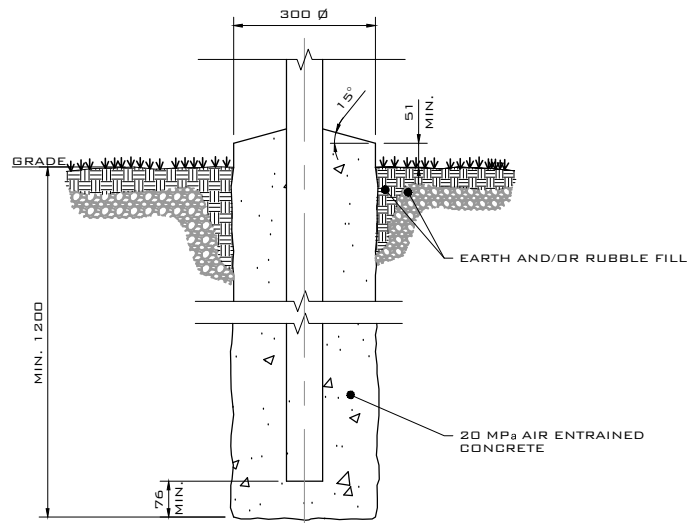 300 Ø
15°
51
MIN.
GRADE
EARTH AND/OR RUBBLE FILL
MIN. 1200
20 MPa AIR ENTRAINED
CONCRETE
76
MIN.